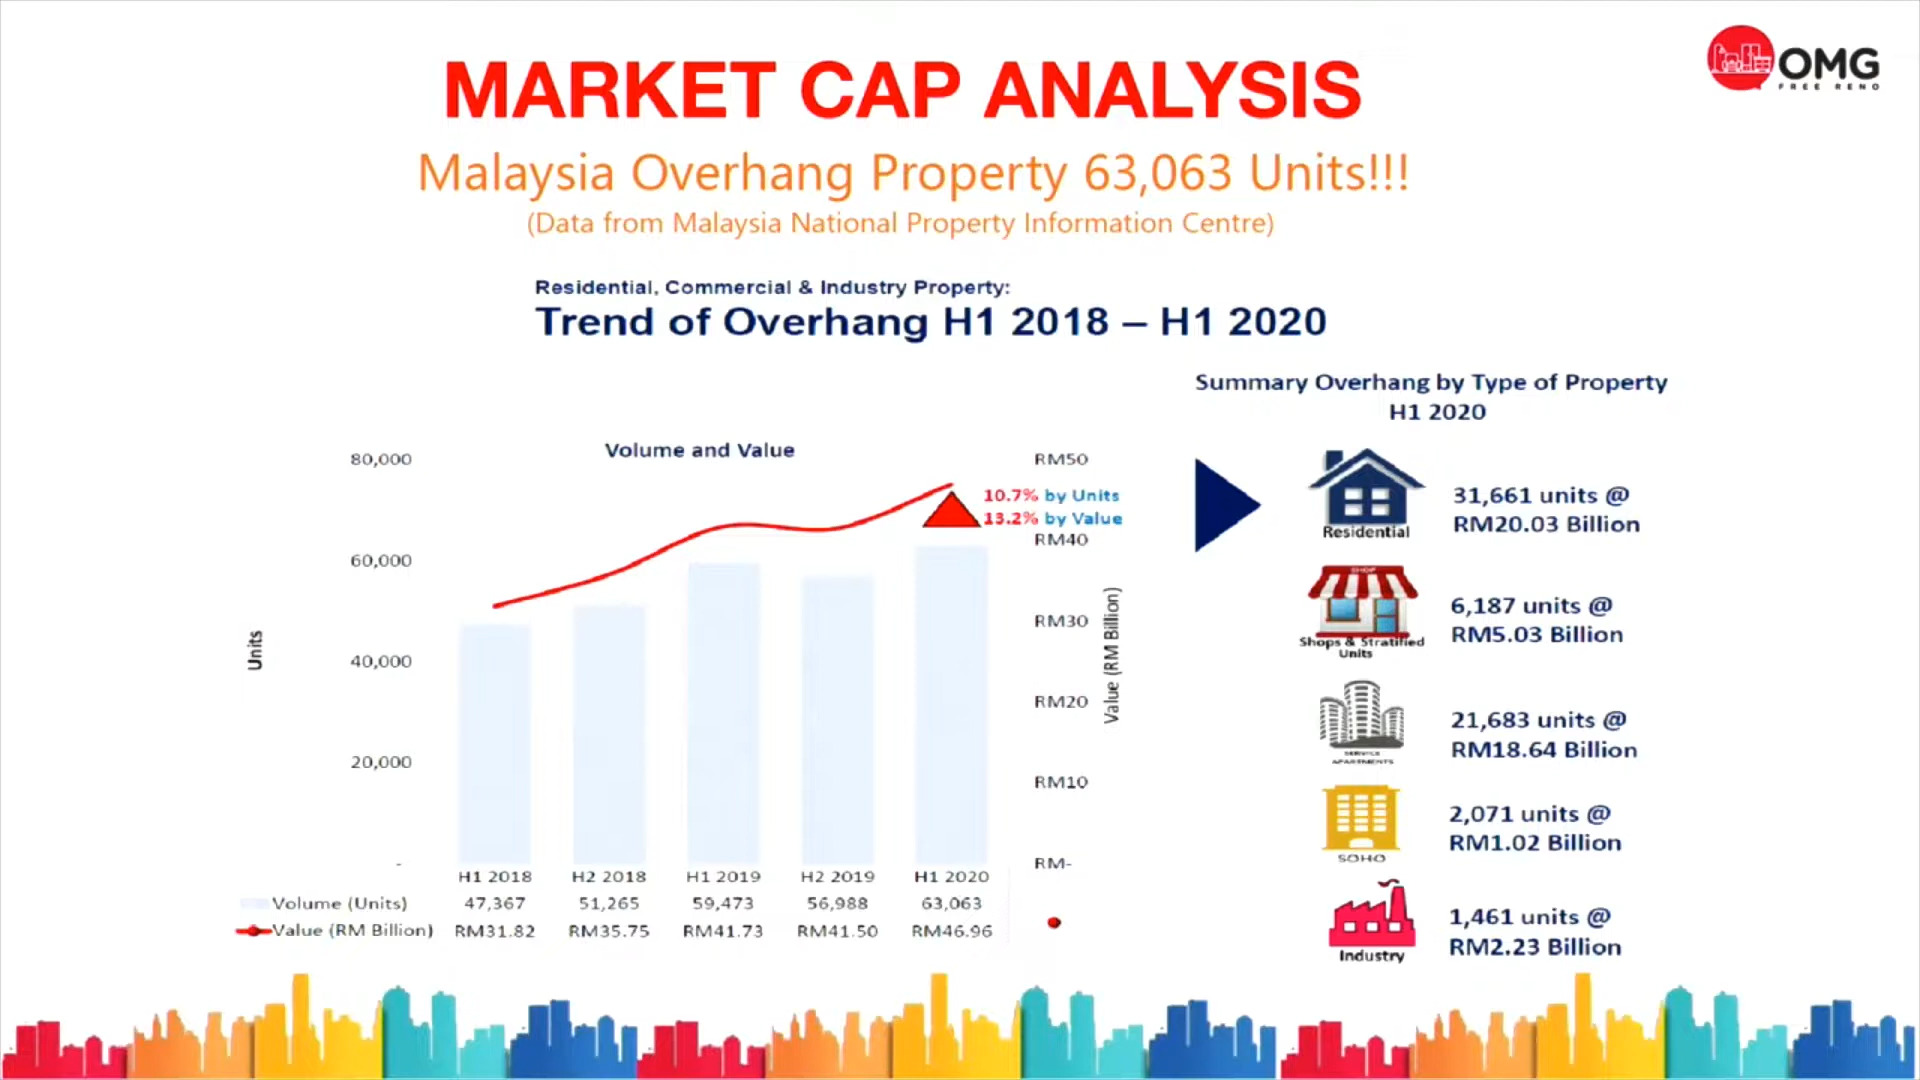 OMG
FREE RENO
MARKET CAP ANALYSIS
Malaysia Overhang Property 63,063 Units!!!
(Data from Malaysia National Property Information Centre)
Residential, Commercial & Industry Property:
Trend of Overhang H1 2018 – H1 2020
Volume and Value
80,000
60,000
40,000
20,000
-
Units
RM50
RM40
RM30
RM20
RM10
RM-
Value (RM Billion)
10.7% by Units
13.2% by Value
H1 2018 H2 2018 H1 2019 H2 2019 H1 2020
Volume (Units) 47,367 51,265 59,473 56,988 63,063
Value (RM Billion) RM31.82 RM35.75 RM41.73 RM41.50 RM46.96
Summary Overhang by Type of Property
H1 2020
Residential
31,661 units @
RM20.03 Billion
SHOP
Shops & Stratified
Units
6,187 units @
RM5.03 Billion
SERVICE
APARTMENTS
21,683 units @
RM18.64 Billion
SOHO
2,071 units @
RM1.02 Billion
Industry
1,461 units @
RM2.23 Billion